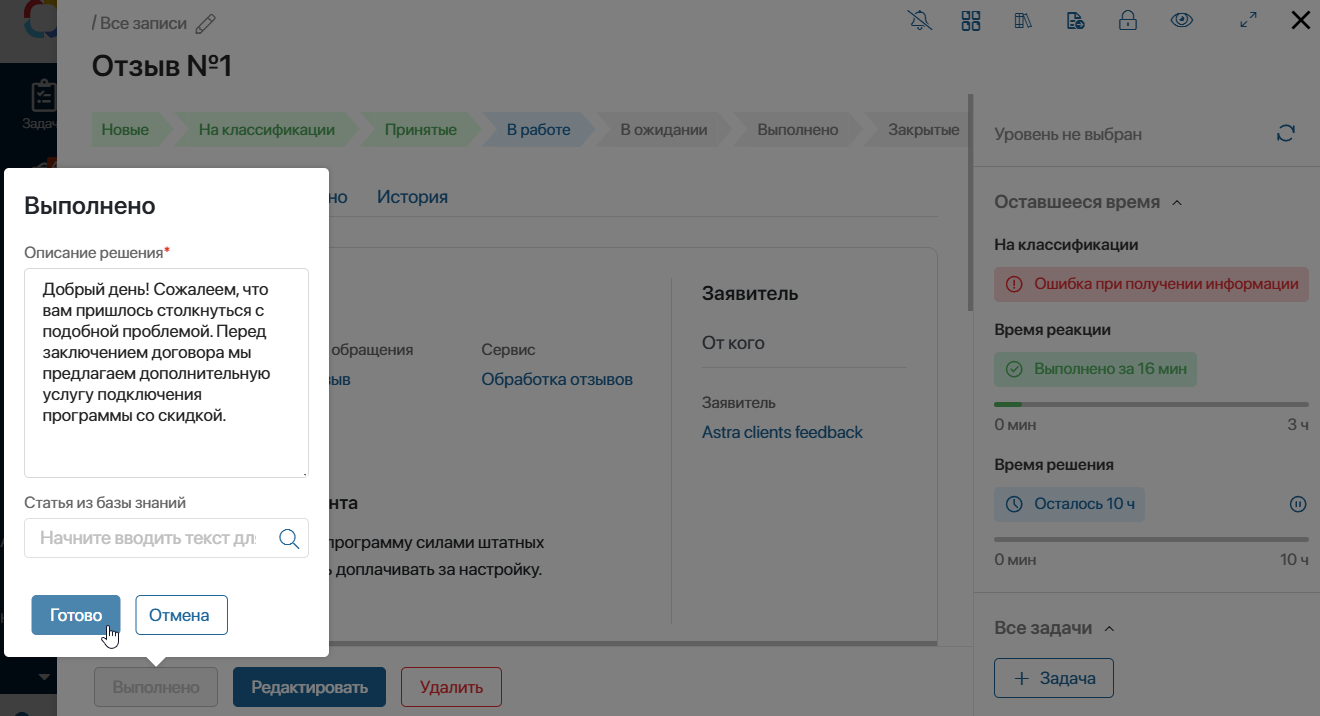 / Все записи
Отзыв №1
Задач
Новые
На классификации
Принятые
В работе
В ожидании
Выполнено
Закрытые
но
История
Выполнено
Описание решения*
Добрый день! Сожалеем, что
вам пришлось столкнуться с
подобной проблемой. Перед
заключением договора мы
предлагаем дополнительную
услугу подключения
программы со скидкой.
Статья из базы знаний
Начните вводить текст для
Готово
Отмена
обращения
зыв
Сервис
Обработка отзывов
нта
программу силами штатных
ь доплачивать за настройку.
Заявитель
От кого
Заявитель
Astra clients feedback
Выполнено
Редактировать
Удалить
Уровень не выбран
Оставшееся время
На классификации
Ошибка при получении информации
Время реакции
Выполнено за 16 мин
0 мин
3 ч
Время решения
Осталось 10 ч
0 мин
10 ч
Все задачи
+ Задача